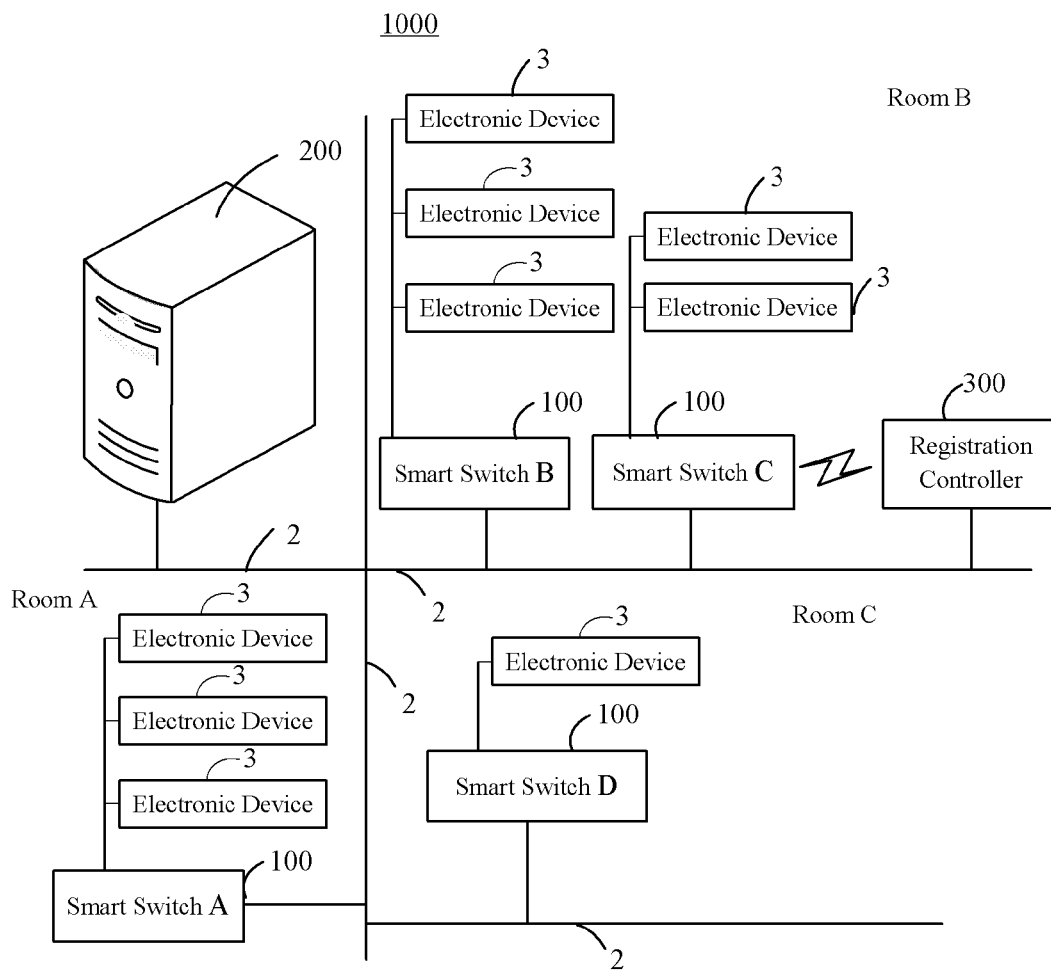 1000
3
Electronic Device
Room B
200
3
Electronic Device
3
Electronic Device
3
Electronic Device
3
Electronic Device
3
Electronic Device
100
Smart Switch B
100
Smart Switch C
300
Registration
Controller
2
2
2
Room A
3
Electronic Device
3
Electronic Device
3
Electronic Device
100
Smart Switch A
Room C
3
Electronic Device
100
Smart Switch D
2